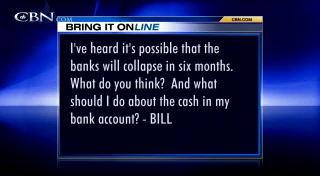 CBN.COM
CBN.COM
BRING IT ONLINE
I've heard it's possible that the
banks will collapse in six months.
What do you think?  And what
should I do about the cash in my
bank account? - BILL